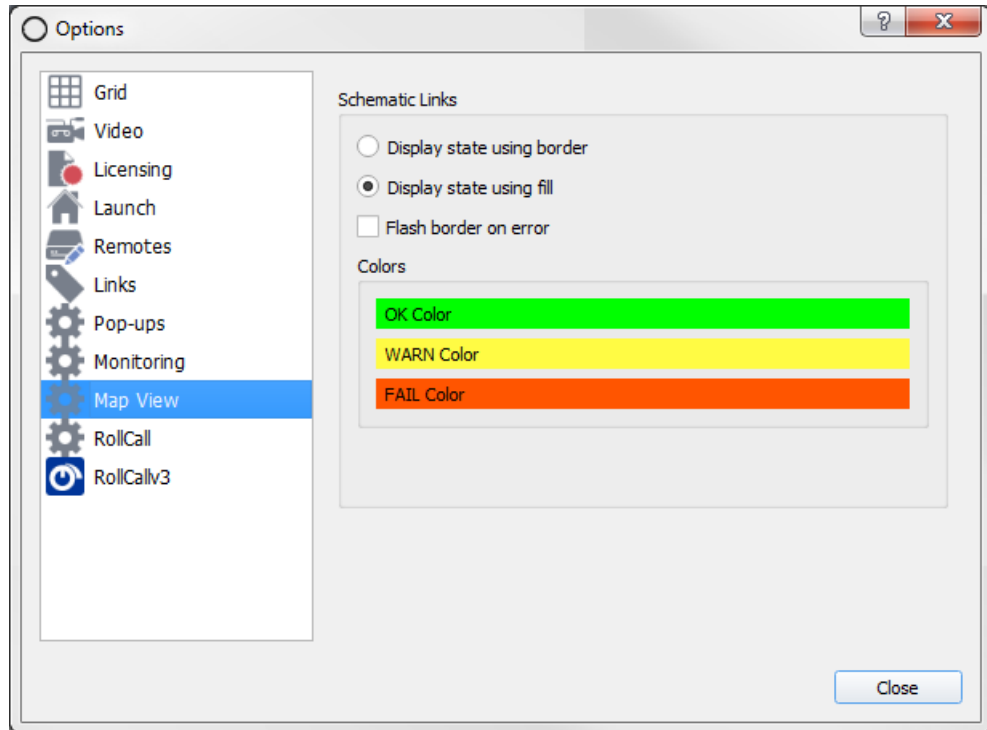 Options
Grid
Video
Licensing
Launch
Remotes
Links
Pop-ups
Monitoring
Map View
RollCall
RollCallv3
Schematic Links
Display state using border
Display state using fill
Flash border on error
Colors
OK Color
WARN Color
FAIL Color
Close